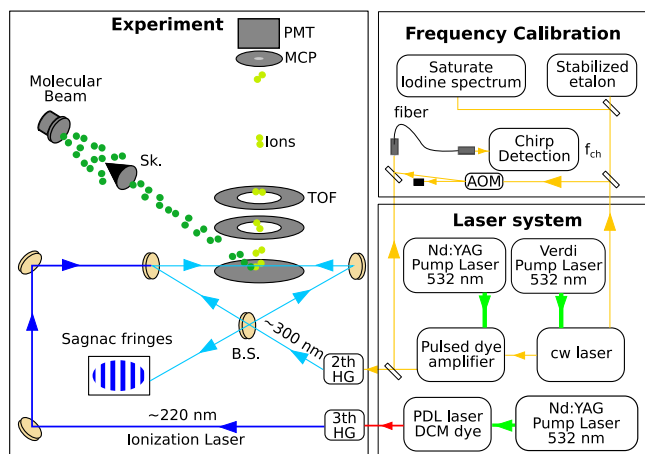 Experiment
PMT
MCP
Molecular
Beam
Ions
Sk.
TOF
Sagnac fringes
B.S.
~300 nm
2th
HG
~220 nm
Ionization Laser
3th
HG
Frequency Calibration
Saturate
Iodine spectrum
Stabilized
etalon
fiber
Chirp
Detection
fch
AOM
Laser system
Nd:YAG
Pump Laser
532 nm
Verdi
Pump Laser
532 nm
Pulsed dye
amplifier
cw laser
PDL laser
DCM dye
Nd:YAG
Pump Laser
532 nm